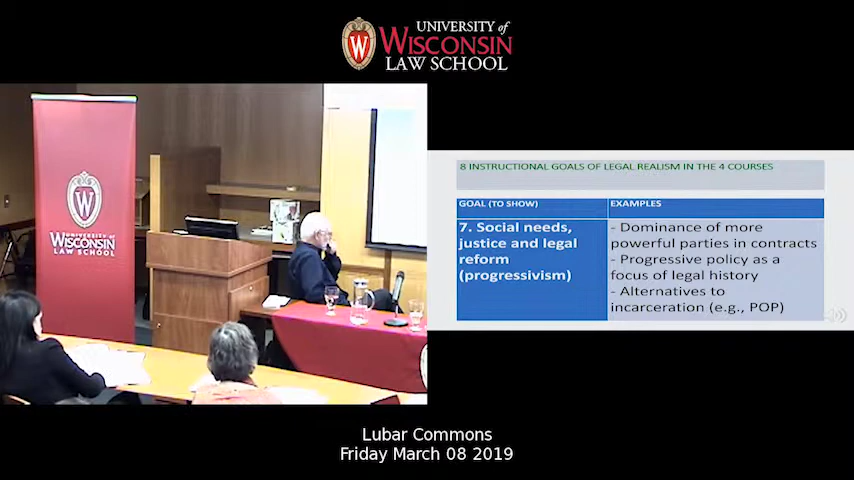 UNIVERSITY of
WISCONSIN
LAW SCHOOL
W
UNIVERSITY of
WISCONSIN
LAW SCHOOL
W
8 INSTRUCTIONAL GOALS OF LEGAL REALISM IN THE 4 COURSES
GOAL (TO SHOW) EXAMPLES
7. Social needs, justice and legal reform (progressivism)
- Dominance of more
powerful parties in contracts
- Progressive policy as a
focus of legal history
- Alternatives to
incarceration (e.g., POP)
Lubar Commons
Friday March 08 2019